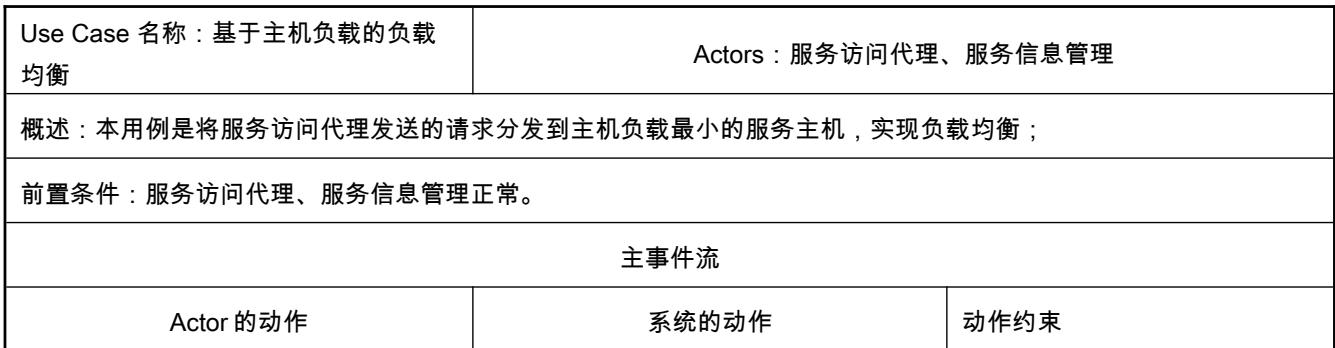 Use Case 名称：基于主机负载的负载
均衡
Actors：服务访问代理、服务信息管理
概述：本用例是将服务访问代理发送的请求分发到主机负载最小的服务主机，实现负载均衡；
前置条件：服务访问代理、服务信息管理正常。
主事件流
Actor 的动作
系统的动作
动作约束